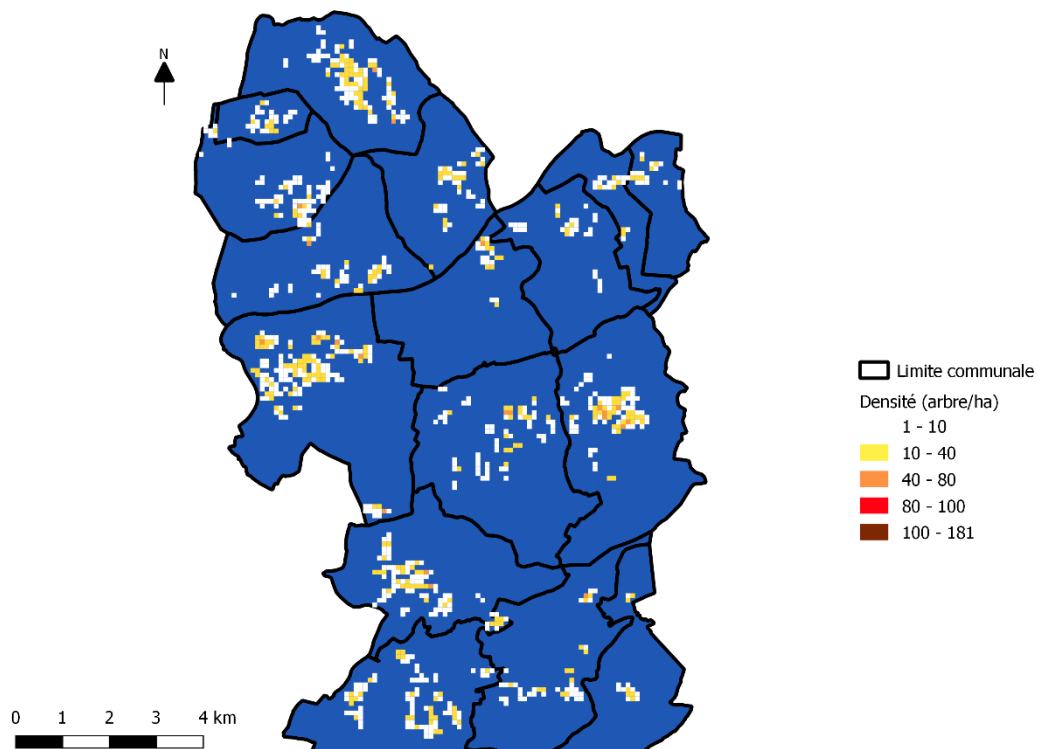 N
Limite communale
Densité (arbre/ha)
1 - 10
10 - 40
40 - 80
80 - 100
100 - 181
0 1 2 3 4 km